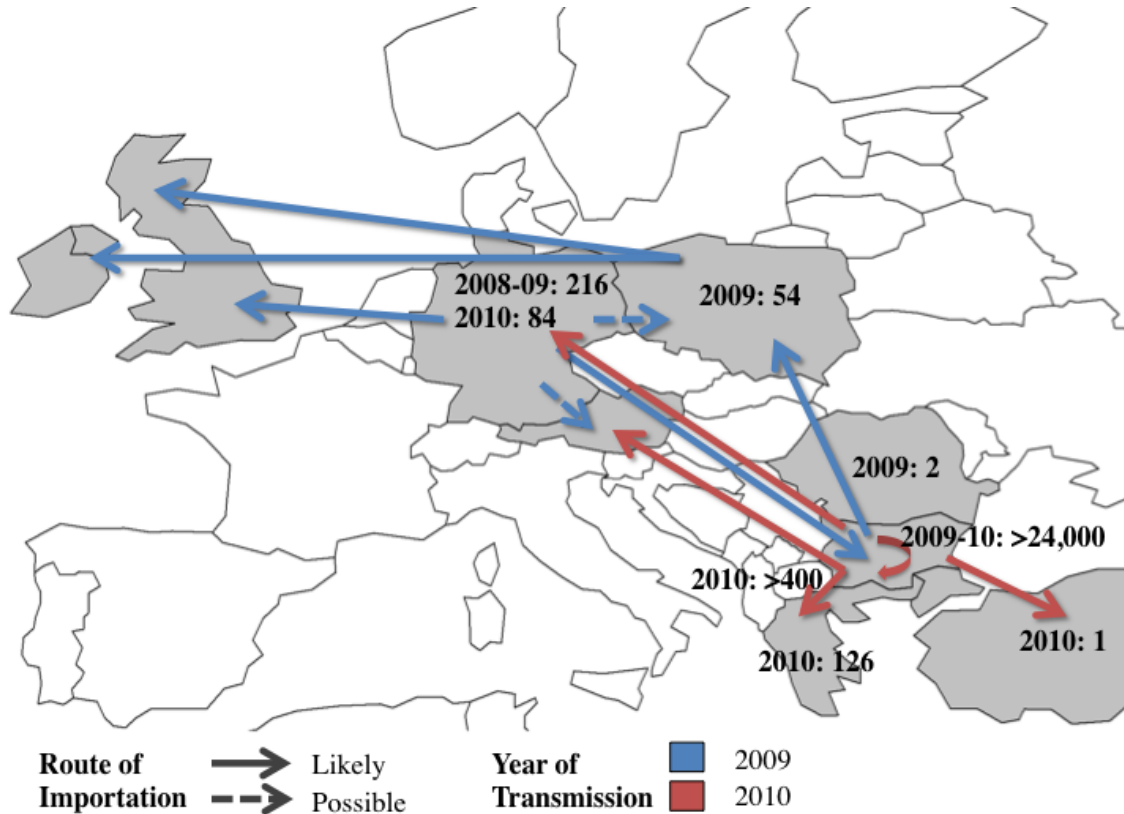 2008-09: 216
2010: 84
2009: 54
2009: 2
2009-10: >24,000
2010: >400
2010: 1
2010: 126
Route of
Importation
Likely
Possible
Year of
Transmission
2009
2010